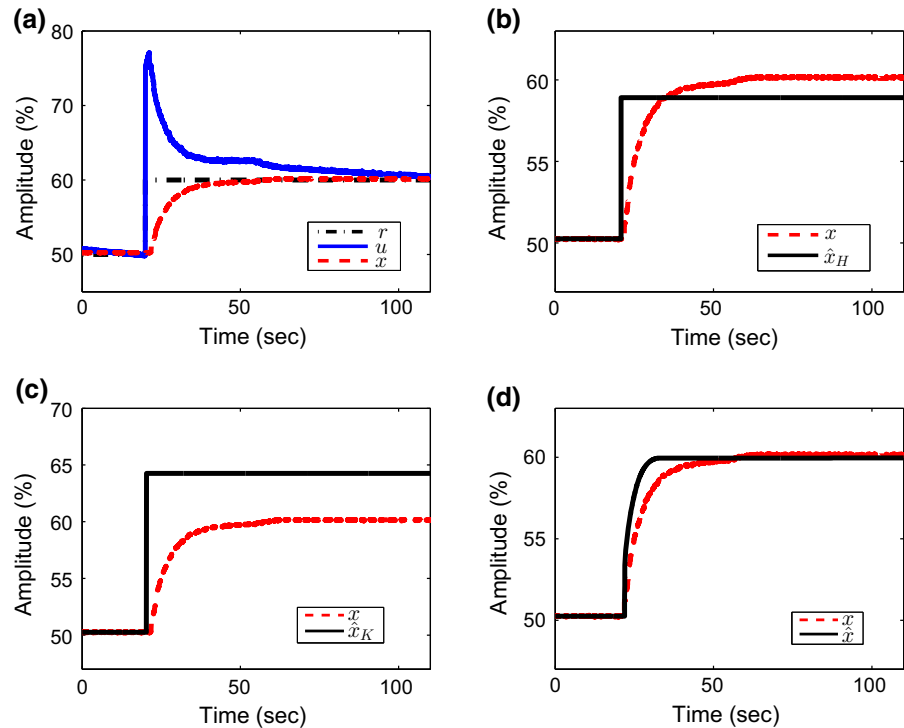 (a)
Amplitude (%)
80
70
60
50
r
u
x
0
50
100
Time (sec)
(b)
Amplitude (%)
60
55
50
x
x̂_H
0
50
100
Time (sec)
(c)
Amplitude (%)
70
65
60
55
50
x
x̂_K
0
50
100
Time (sec)
(d)
Amplitude (%)
60
55
50
x
x̂
0
50
100
Time (sec)